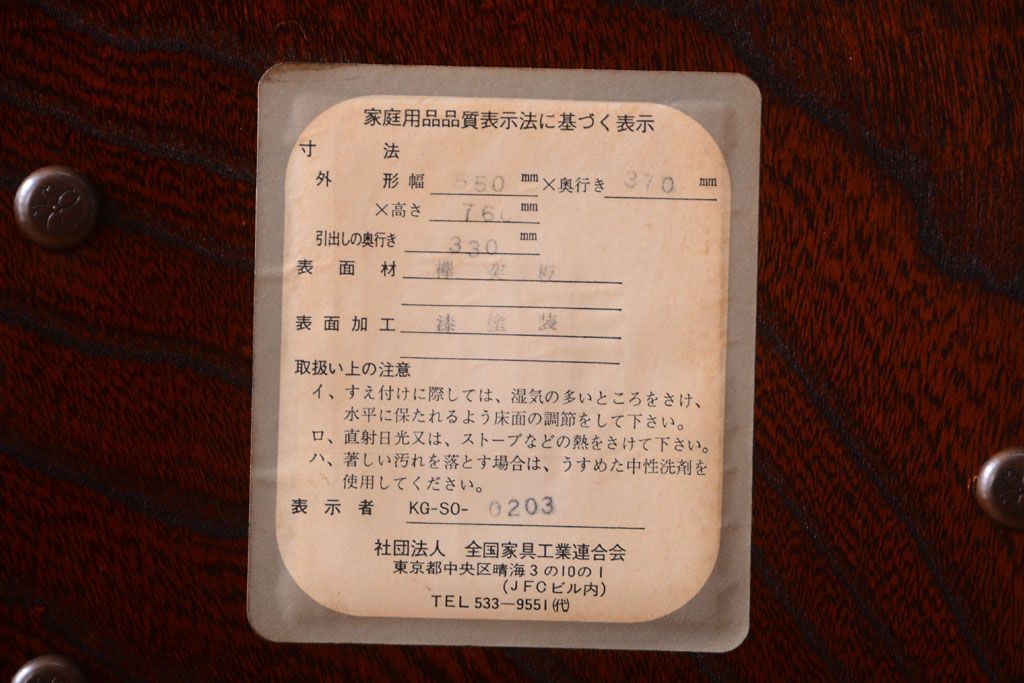 家庭用品品質表示法に基づく表示
寸法
外形幅 550 mm ×奥行き 370 mm
×高さ 760 mm
引出しの奥行き 330 mm
表面材 欅 突 板
表面加工 漆 塗 装
取扱い上の注意
イ、すえ付けに際しては、湿気の多いところをさけ、
水平に保たれるよう床面の調節をして下さい。
ロ、直射日光又は、ストーブなどの熱をさけて下さい。
ハ、著しい汚れを落とす場合は、うすめた中性洗剤を
使用してください。
表示者 KG-SO- 0203
社団法人 全国家具工業連合会
東京都中央区晴海3の10の1
(JFCビル内)
TEL 533―9551(代)